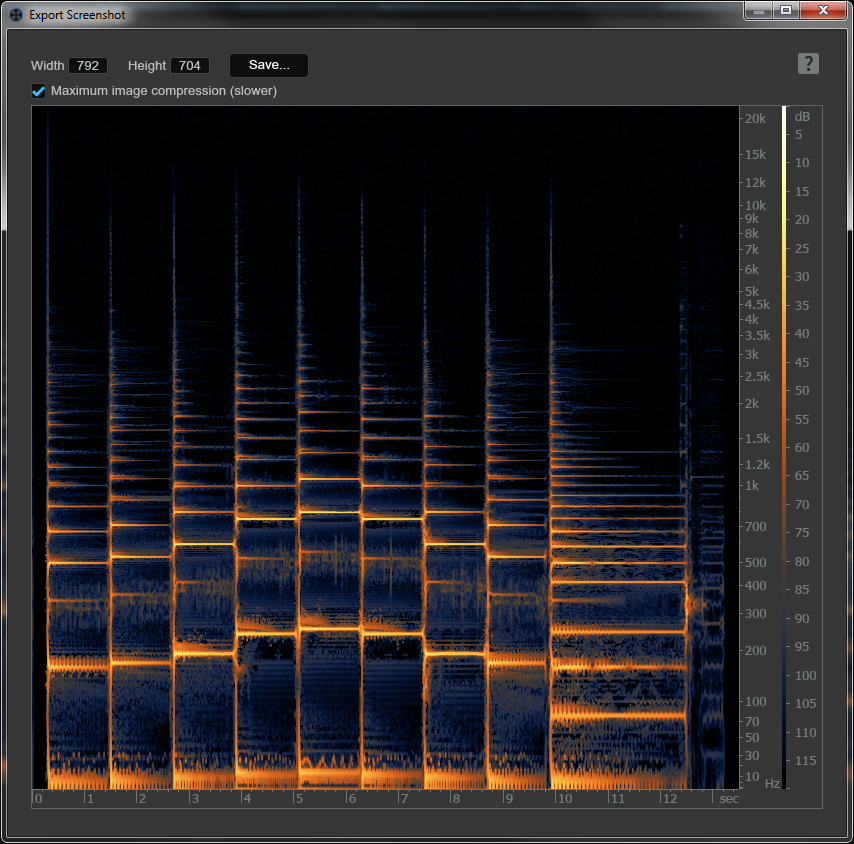 Export Screenshot
Width 792 Height 704 Save... ?
Maximum image compression (slower)
20k
15k
12k
10k
9k
8k
7k
6k
5k
4.5k
4k
3.5k
3k
2.5k
2k
1.5k
1.2k
1k
700
500
400
300
200
100
70
50
30
10
Hz
dB
5
10
15
20
25
30
35
40
45
50
55
60
65
70
75
80
85
90
95
100
105
110
115
0 1 2 3 4 5 6 7 8 9 10 11 12 sec